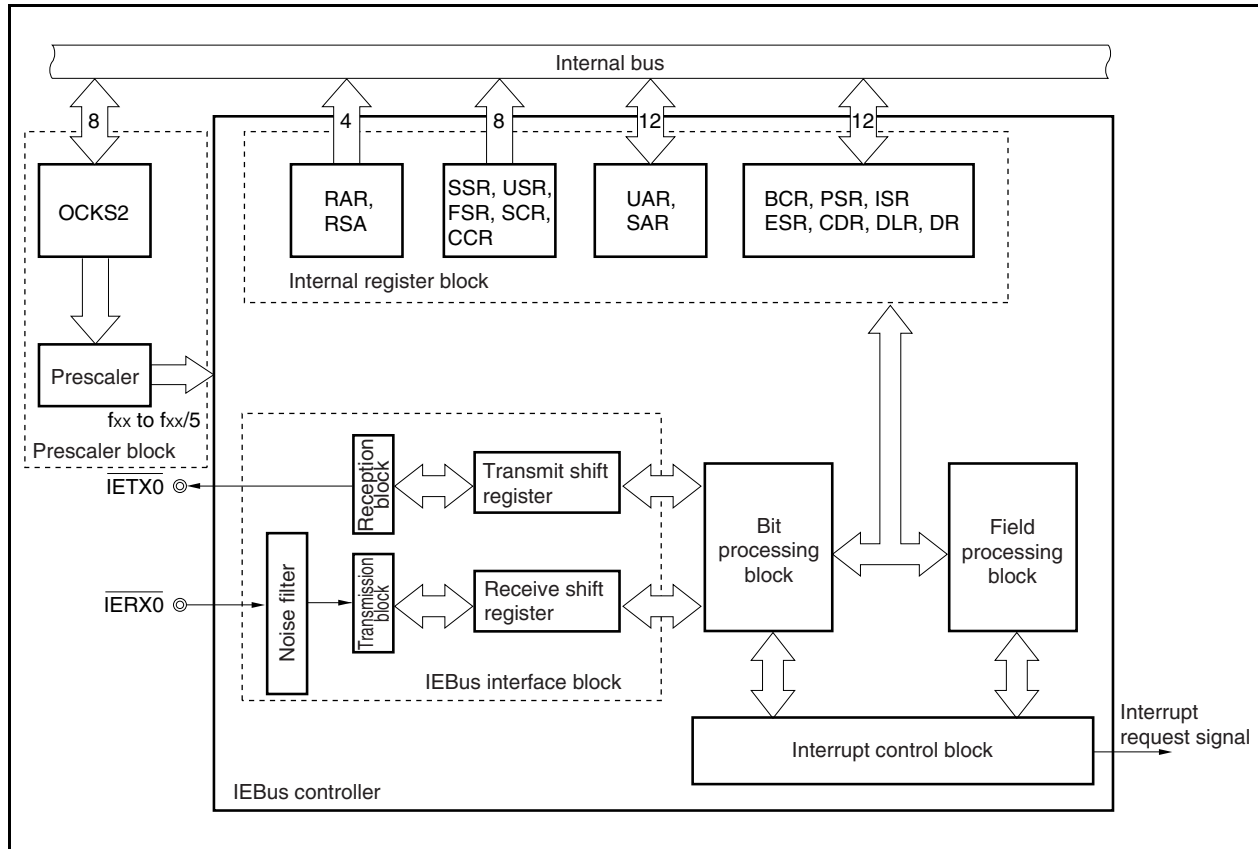 Internal bus
8
4
8
12
12
OCKS2
RAR,
RSA
SSR, USR,
FSR, SCR,
CCR
UAR,
SAR
BCR, PSR, ISR
ESR, CDR, DLR, DR
Internal register block
Prescaler
fxx to fxx/5
Prescaler block
IETX0
Reception
block
Transmit shift
register
Bit
processing
block
Field
processing
block
IERX0
Noise filter
Transmission
block
Receive shift
register
IEBus interface block
Interrupt control block
Interrupt
request signal
IEBus controller